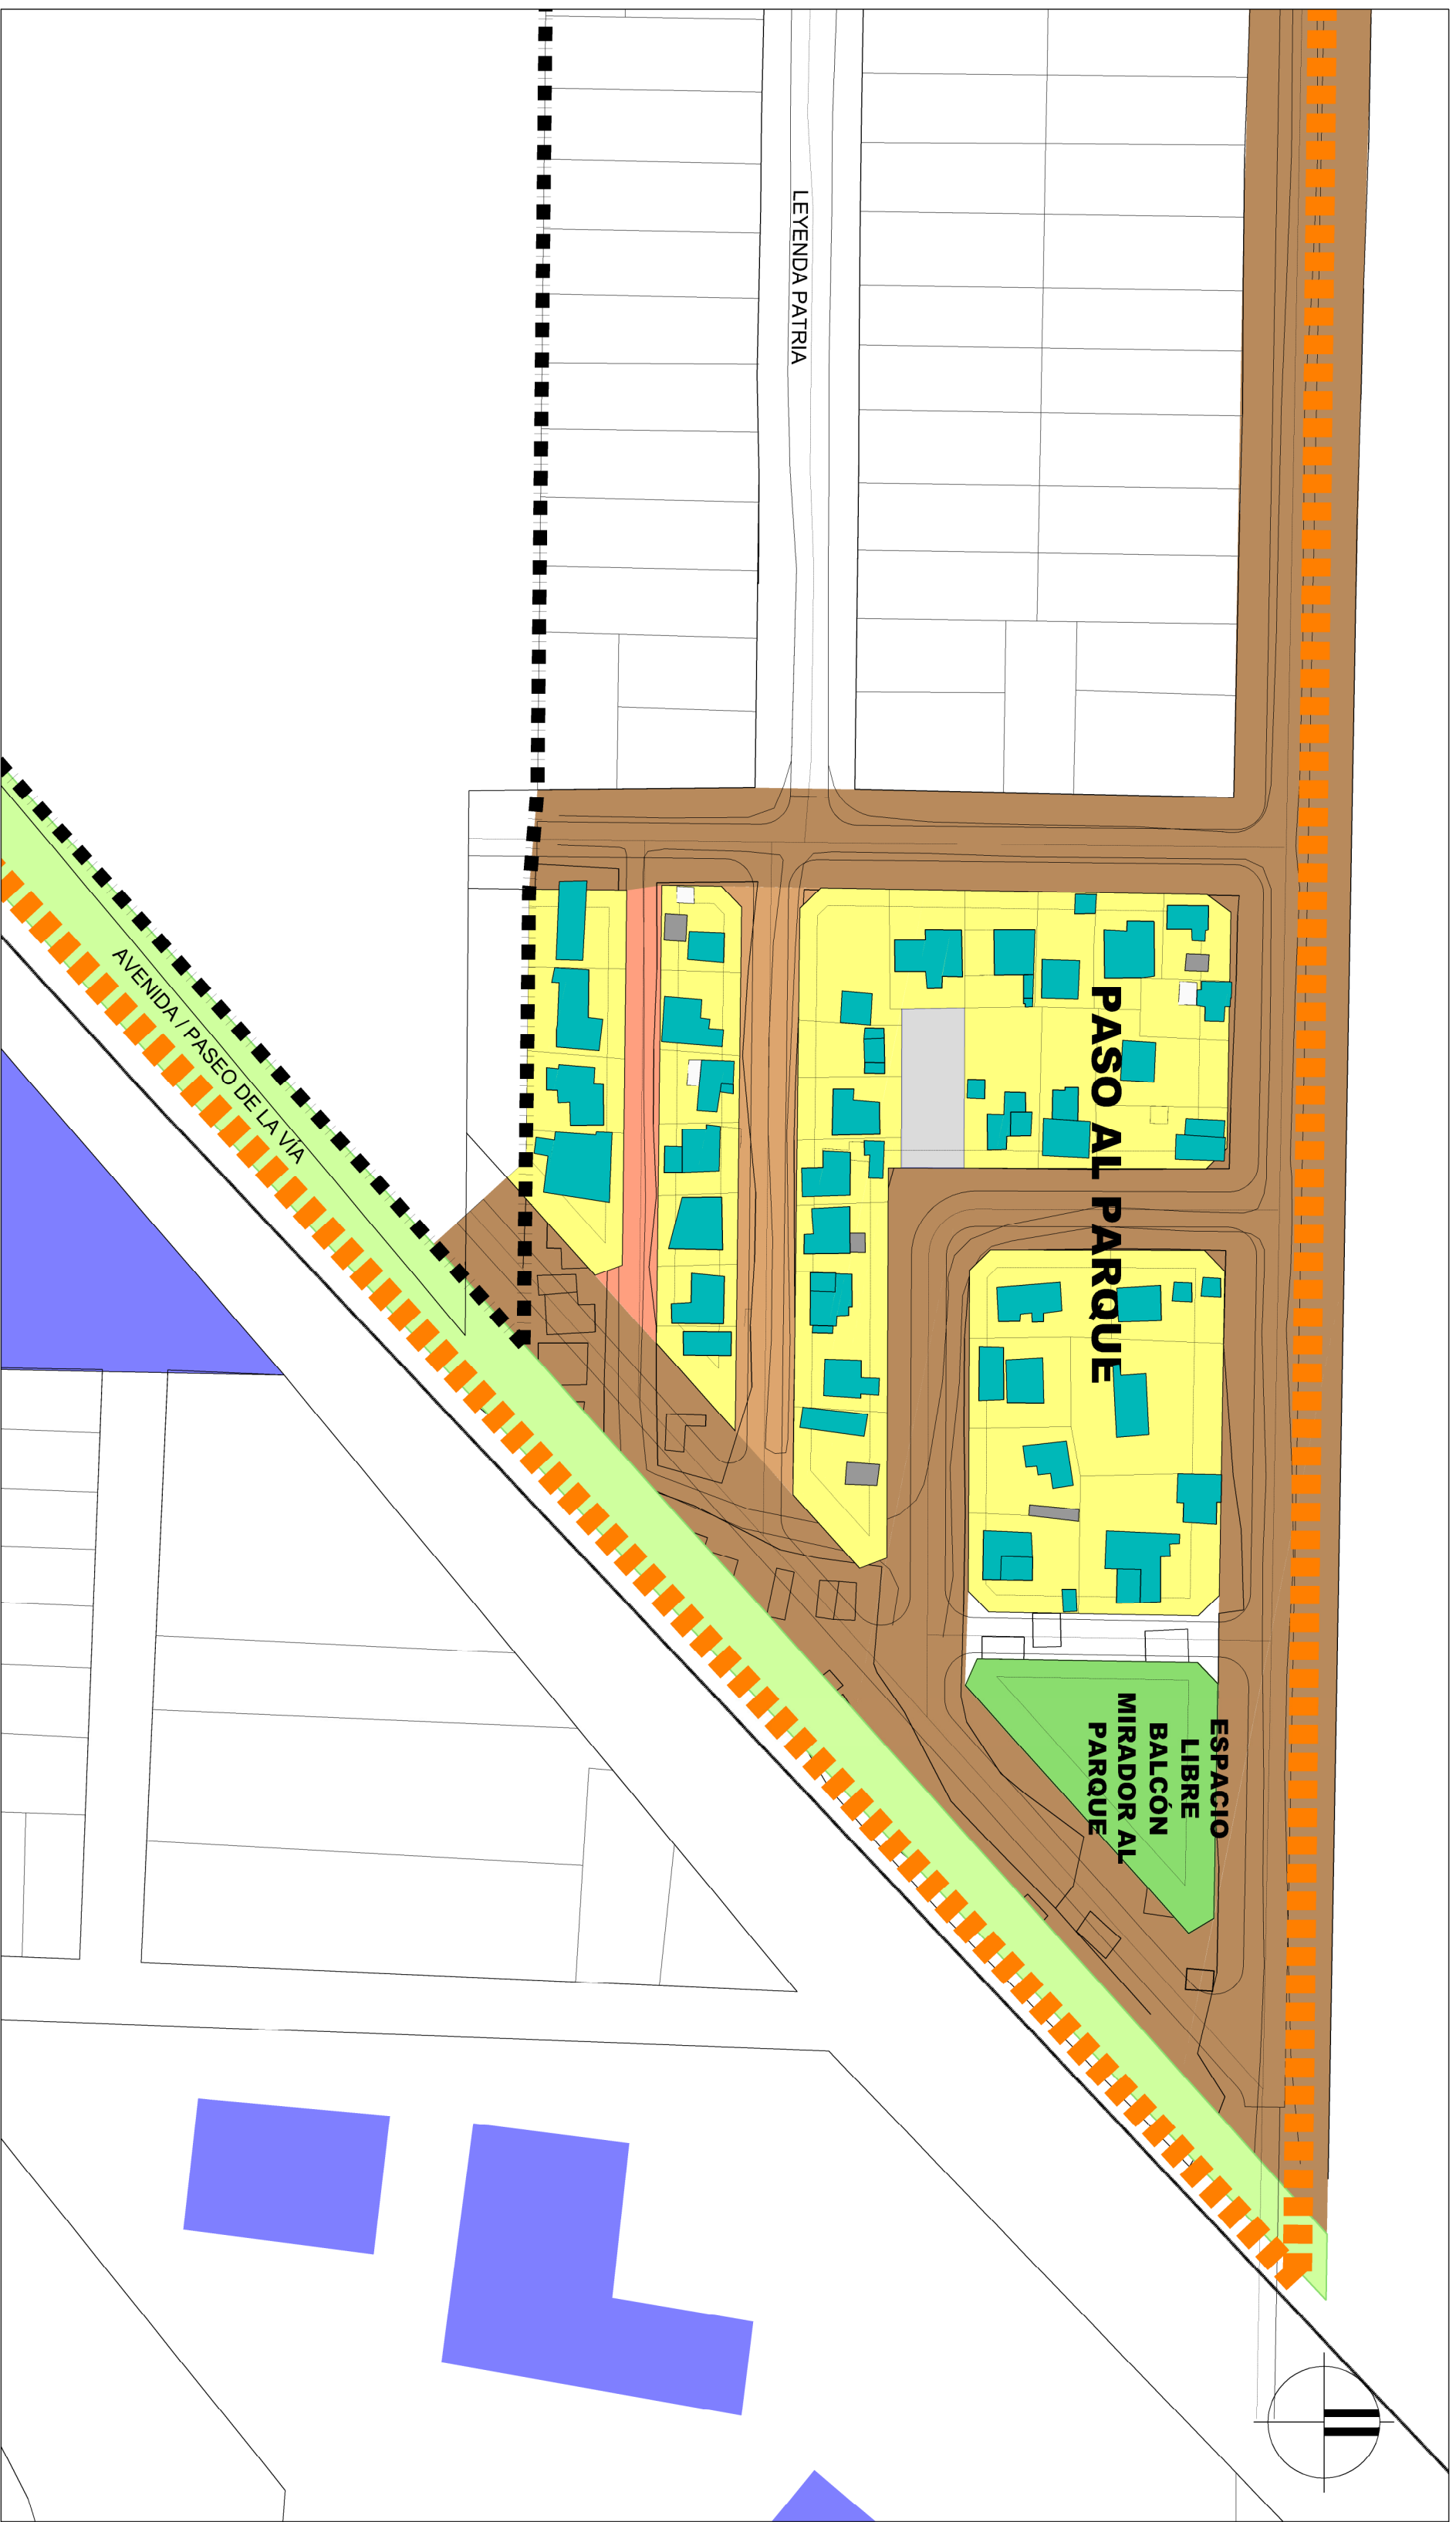 LEYENDA PATRIA
AVENIDA / PASEO DE LA VÍA
PASO AL PARQUE
ESPACIO
LIBRE
BALCÓN
MIRADOR AL
PARQUE